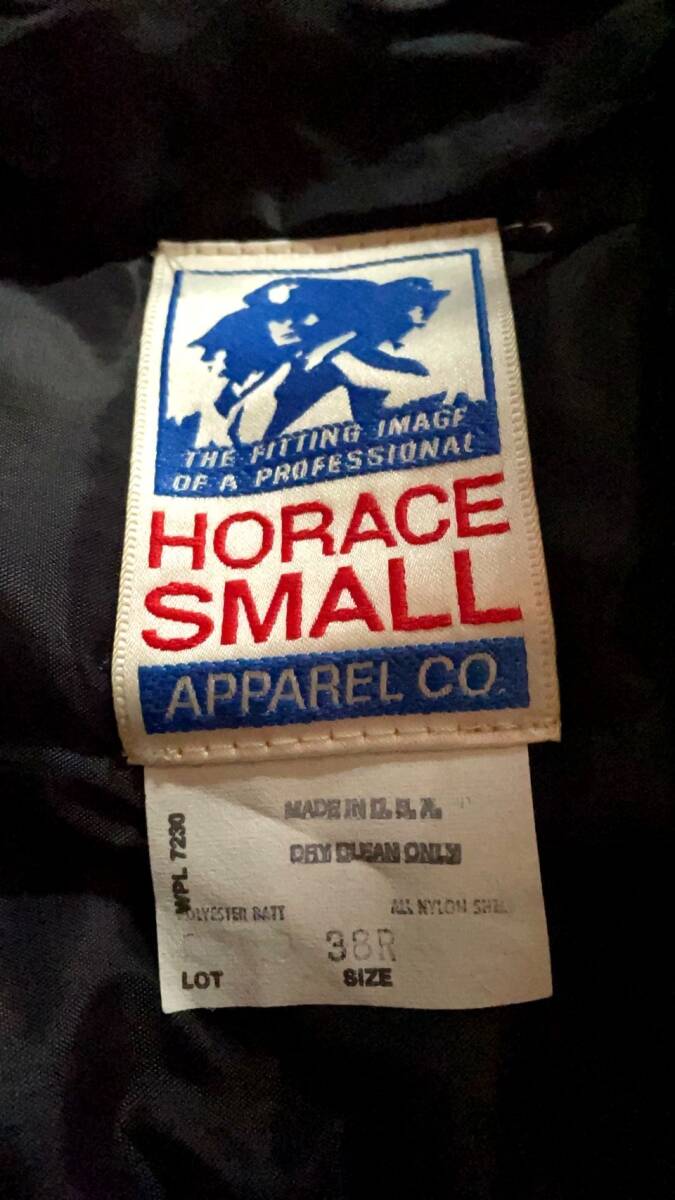 THE FITTING IMAGE
OF A PROFESSIONAL
HORACE
SMALL
APPAREL CO.
WPL 7230
MADE IN U.S.A.
DRY CLEAN ONLY
POLYESTER BATT
ALL NYLON SHELL
38R
LOT
SIZE